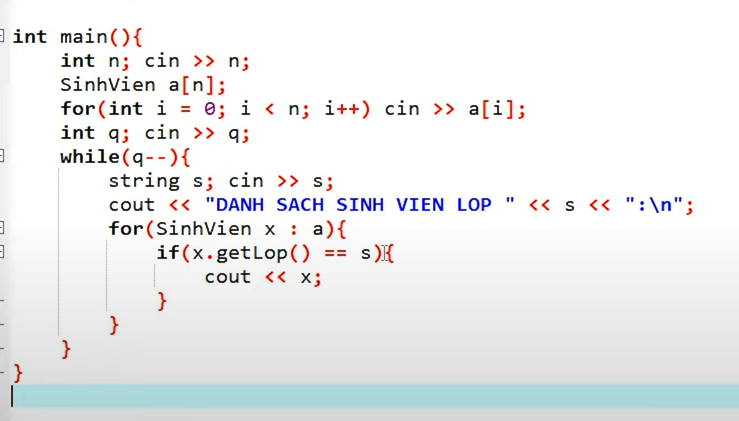 int main(){
int n; cin >> n;
SinhVien a[n];
for(int i = 0; i < n; i++) cin >> a[i];
int q; cin >> q;
while(q--){
string s; cin >> s;
cout << "DANH SACH SINH VIEN LOP " << s << ":\n";
for(SinhVien x : a){
if(x.getLop() == s){
cout << x;
}
}
}
}